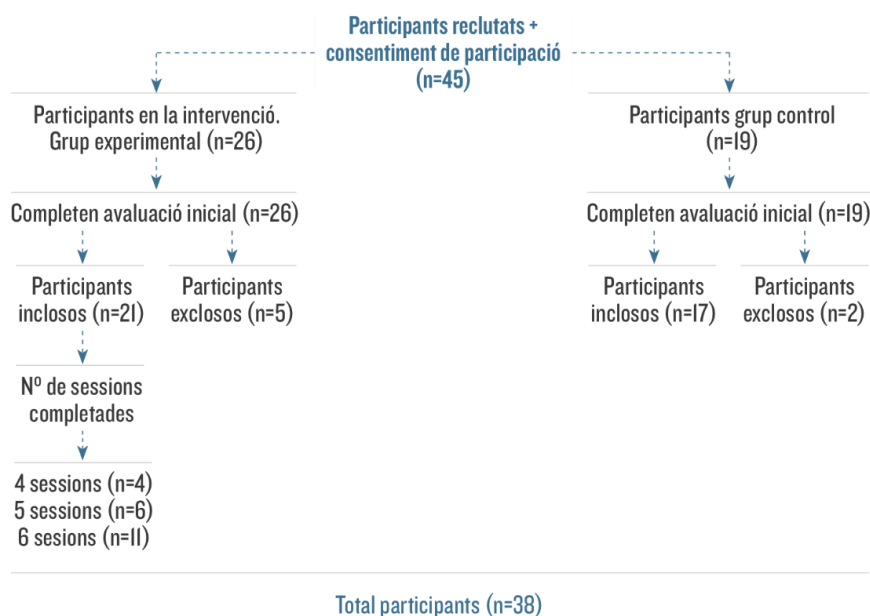 Participants reclutats +
consentiment de participació
(n=45)
Participants en la intervenció.
Grup experimental (n=26)
Participants grup control
(n=19)
Completen avaluació inicial (n=26)
Completen avaluació inicial (n=19)
Participants
inclosos (n=21)
Participants
exclosos (n=5)
Participants
inclosos (n=17)
Participants
exclosos (n=2)
Nº de sessions
completades
4 sessions (n=4)
5 sessions (n=6)
6 sesions (n=11)
Total participants (n=38)